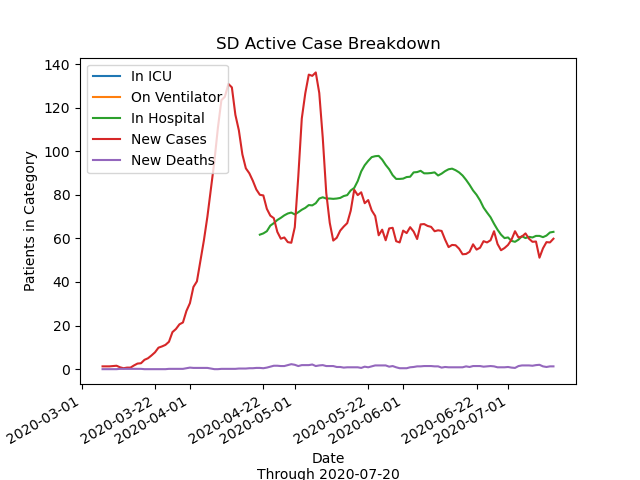 SD Active Case Breakdown
In ICU
On Ventilator
In Hospital
New Cases
New Deaths
Patients in Category
140
120
100
80
60
40
20
0
2020-03-01
2020-03-22
2020-04-01
2020-04-22
2020-05-01
2020-05-22
2020-06-01
2020-06-22
2020-07-01
Date
Through 2020-07-20